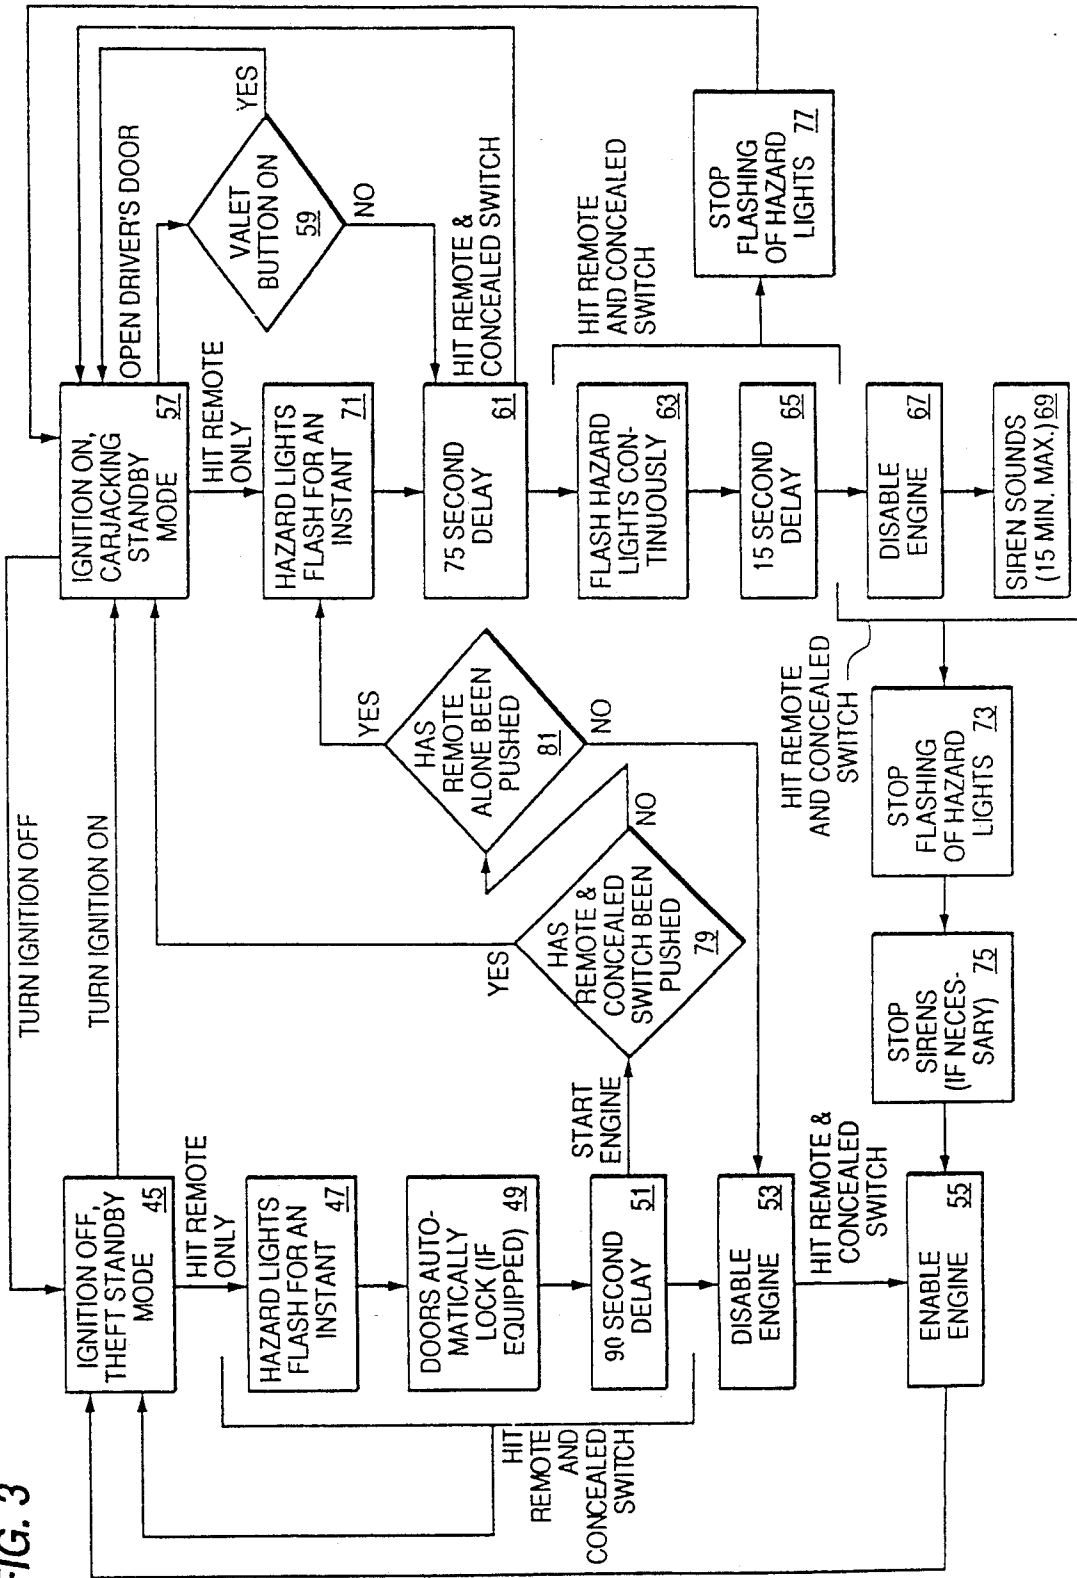 FIG. 3
TURN IGNITION OFF
TURN IGNITION ON
IGNITION OFF,
THEFT STANDBY
MODE
45
HIT REMOTE
ONLY
HAZARD LIGHTS
FLASH FOR AN
INSTANT
47
DOORS AUTO-
MATICALLY
LOCK (IF
EQUIPPED)
49
90 SECOND
DELAY
51
HIT
REMOTE
AND
CONCEALED
SWITCH
START
ENGINE
DISABLE
ENGINE
53
HIT REMOTE &
CONCEALED
SWITCH
ENABLE
ENGINE
55
HAS
REMOTE &
CONCEALED
SWITCH BEEN
PUSHED
79
YES
NO
HAS
REMOTE
ALONE BEEN
PUSHED
81
YES
NO
IGNITION ON,
CARJACKING
STANDBY
MODE
57
OPEN DRIVER'S DOOR
VALET
BUTTON ON
59
YES
NO
HIT REMOTE
ONLY
HAZARD LIGHTS
FLASH FOR AN
INSTANT
71
75 SECOND
DELAY
61
HIT REMOTE &
CONCEALED SWITCH
FLASH HAZARD
LIGHTS CON-
TINUOUSLY
63
15 SECOND
DELAY
65
HIT REMOTE
AND CONCEALED
SWITCH
STOP
FLASHING
OF HAZARD
LIGHTS
77
DISABLE
ENGINE
67
SIREN SOUNDS
(15 MIN. MAX.) 69
HIT REMOTE
AND CONCEALED
SWITCH
STOP
FLASHING
OF HAZARD
LIGHTS
73
STOP
SIRENS
(IF NECES-
SARY)
75